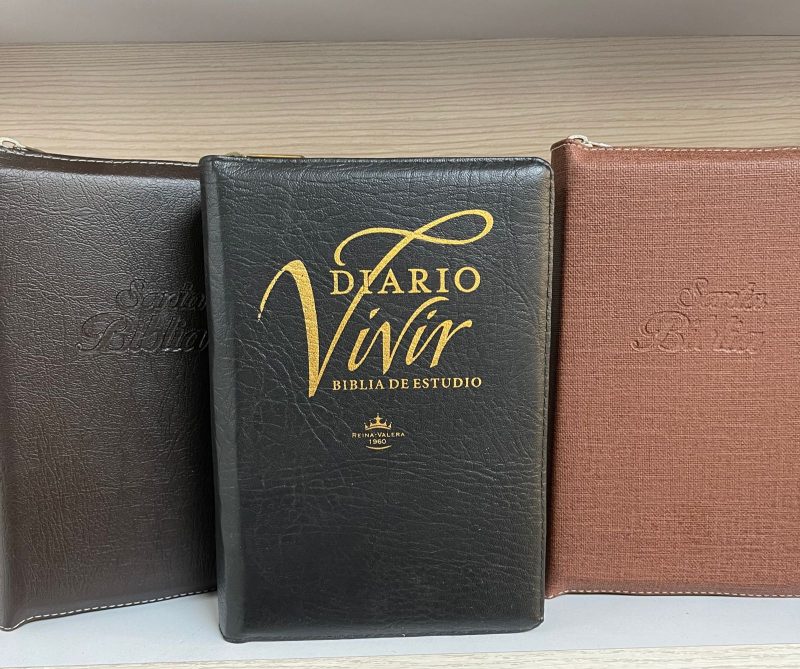 Santa
Biblia
DIARIO
Vivir
BIBLIA DE ESTUDIO
REINA-VALERA
1960
Santa
Biblia